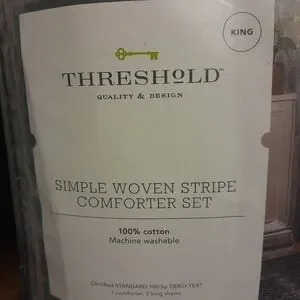 KING
THRESHOLD™
QUALITY & DESIGN
SIMPLE WOVEN STRIPE
COMFORTER SET
100% cotton
Machine washable
Certified STANDARD 100 by OEKO-TEX®
1 comforter, 2 king shams